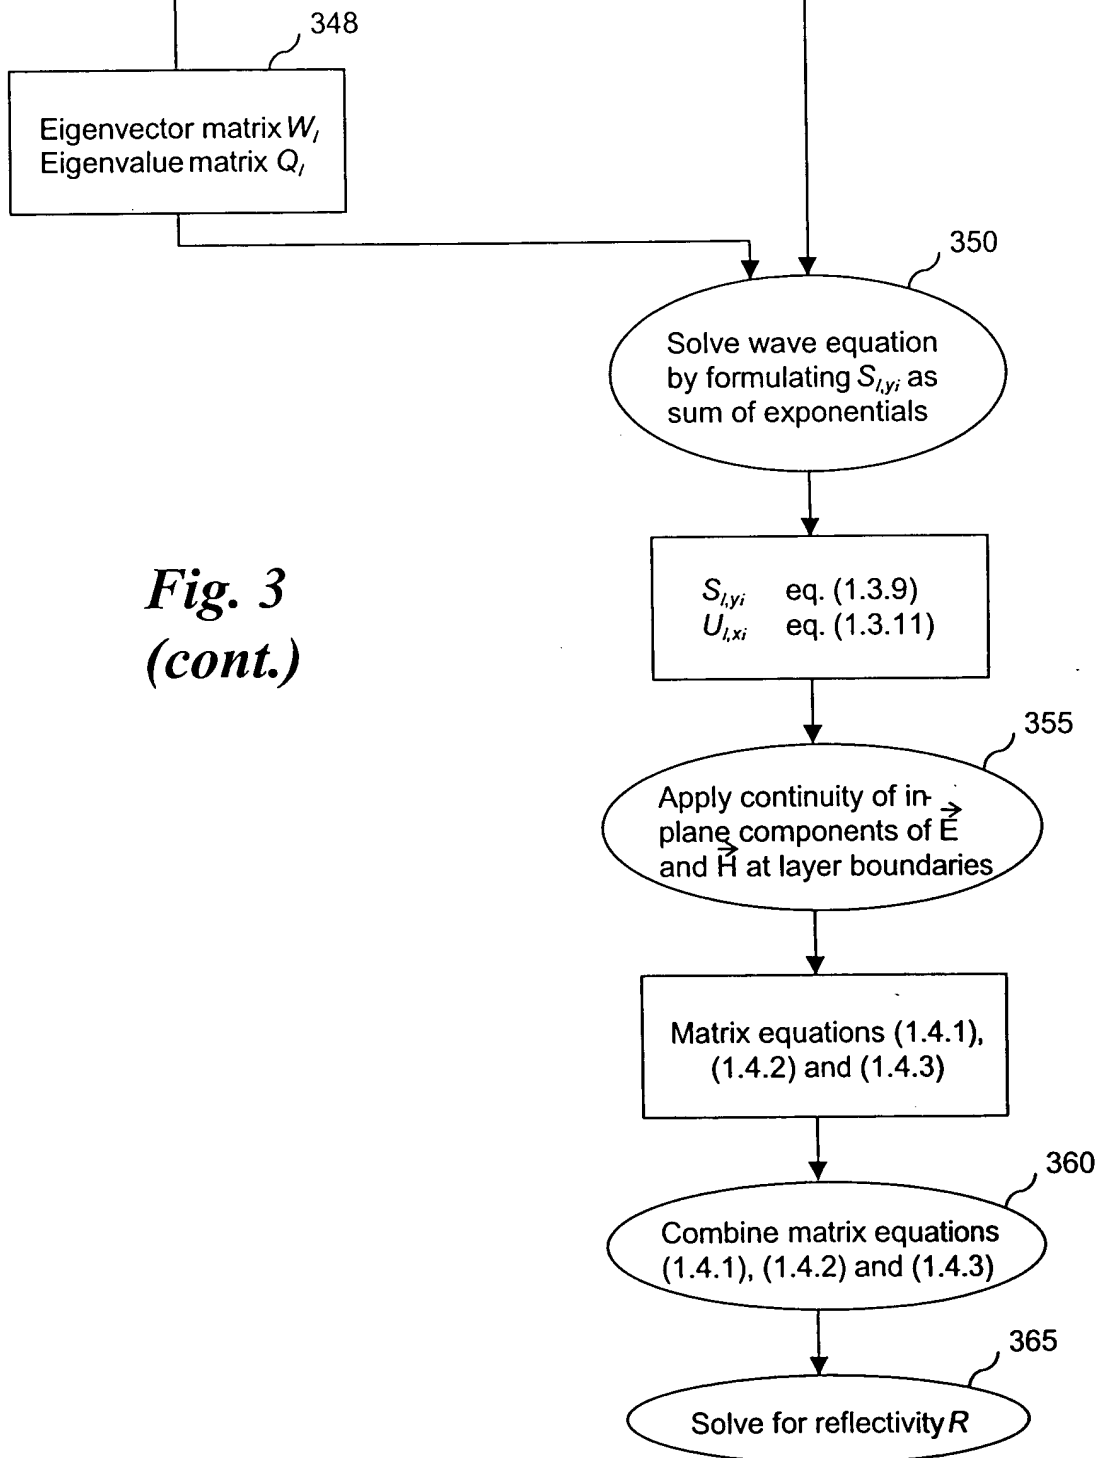 348
Eigenvector matrix W_l
Eigenvalue matrix Q_l
350
Solve wave equation
by formulating S_{l,yi} as
sum of exponentials
S_{l,yi} eq. (1.3.9)
U_{l,xi} eq. (1.3.11)
Fig. 3
(cont.)
355
Apply continuity of in-
plane components of E⃗
and H⃗ at layer boundaries
Matrix equations (1.4.1),
(1.4.2) and (1.4.3)
360
Combine matrix equations
(1.4.1), (1.4.2) and (1.4.3)
365
Solve for reflectivity R